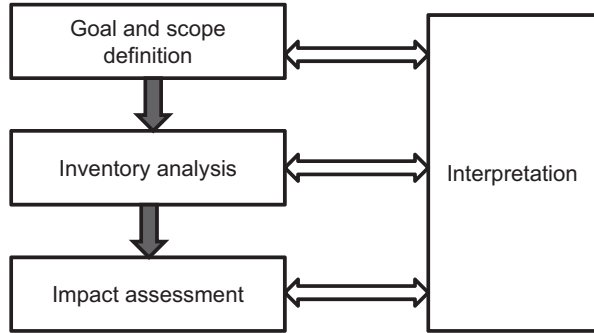 Goal and scope
definition
Inventory analysis
Interpretation
Impact assessment